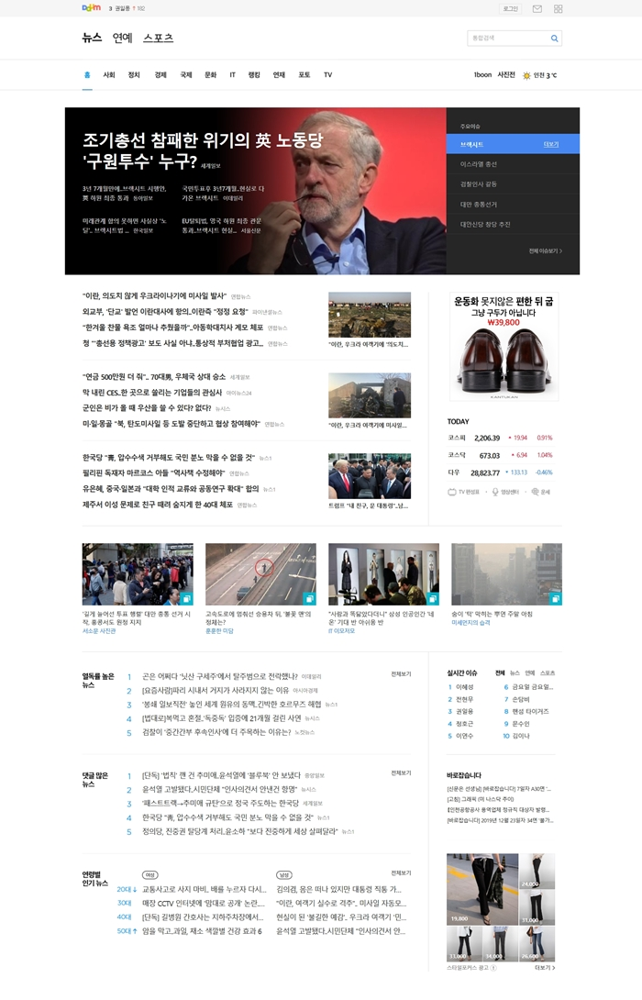 Daum
3 권일용 ↑ 182
로그인
뉴스 연예 스포츠
통합검색
홈 사회 정치 경제 국제 문화 IT 랭킹 연재 포토 TV
1boon 사진전 인천 3 ℃
조기총선 참패한 위기의 英 노동당
'구원투수' 누구? 세계일보
3년 7개월만에..브렉시트 시행안,
英 하원 최종 통과 동아일보
국민투표후 3년7개월..현실로 다
가온 브렉시트 이데일리
미래관계 합의 못하면 사실상 '노
딜'.. 브렉시트법 ... 한국일보
EU탈퇴법, 영국 하원 최종 관문
통과..브렉시트 현실... 서울신문
주요이슈
브렉시트 더보기
이스라엘 총선
검찰인사 갈등
대만 총통선거
대안신당 창당 추진
전체 이슈보기 >
"이란, 의도치 않게 우크라이나기에 미사일 발사" 연합뉴스
외교부, '단교' 발언 이란대사에 항의..이란측 "정정 요청" 파이낸셜뉴스
"한겨울 찬물 욕조 얼마나 추웠을까"..아동학대치사 계모 체포 연합뉴스
청 "'총선용 정책광고' 보도 사실 아냐..통상적 부처협업 광고... 연합뉴스
"이란, 우크라 여객기에 '의도치...
"연금 500만원 더 줘".. 70대男, 우체국 상대 승소 세계일보
막 내린 CES..한 곳으로 쏠리는 기업들의 관심사 아이뉴스24
군인은 비가 올 때 우산을 쓸 수 있다? 없다? 뉴시스
미·일·몽골 "북, 탄도미사일 등 도발 중단하고 협상 참여해야" 연합뉴스
"이란, 우크라 여객기에 미사일...
한국당 "靑, 압수수색 거부해도 국민 분노 막을 수 없을 것" 뉴스1
필리핀 독재자 마르코스 아들 "역사책 수정해야" 연합뉴스
유은혜, 중국·일본과 "대학 인적 교류와 공동연구 확대" 합의 뉴스1
제주서 이성 문제로 친구 때려 숨지게 한 40대 체포 연합뉴스
트럼프 "내 친구, 문 대통령"..남...
운동화 못지않은 편한 뒤 굽
그냥 구두가 아닙니다
₩39,800
KANTUKAN
TODAY
코스피 2,206.39 ▲ 19.94 0.91%
코스닥 673.03 ▲ 6.94 1.04%
다우 28,823.77 ▼ 133.13 -0.46%
TV 편성표 · 영상센터 · 운세
'길게 늘어선 투표 행렬' 대만 총통 선거 시
작, 홍콩서도 원정 지지
서소문 사진관
고속도로에 멈춰선 승용차 뒤, '불꽃 맨'의
정체는?
훈훈한 미담
"사람과 똑닮았다더니" 삼성 인공인간 '네
온' 기대 반 아쉬움 반
IT 이모저모
숨이 '턱' 막히는 뿌연 주말 아침
미세먼지의 습격
열독률 높은
뉴스
전체보기
1 곤은 어쩌다 '닛산 구세주'에서 탈주범으로 전락했나? 이데일리
2 [요즘사람]파리 시내서 거지가 사라지지 않는 이유 아시아경제
3 '봉쇄 일보직전' 놓인 세계 원유의 동맥..긴박한 호르무즈 해협 뉴스1
4 [법대로]복먹고 혼절..'독중독' 입증에 21개월 걸린 사연 뉴시스
5 검찰이 '중간간부 후속인사'에 더 주목하는 이유는? 노컷뉴스
실시간 이슈 전체 뉴스 연예 스포츠
1 이혜성
2 전현무
3 권일용
4 정호근
5 이연수
6 금요일 금요일...
7 손담비
8 핸섬 타이거즈
9 문수인
10 김이나
댓글 많은
뉴스
전체보기
1 [단독] '법칙' 깬 건 추미애..윤석열에 '블루북' 안 보냈다 중앙일보
2 윤석열 고발됐다..시민단체 "인사의견서 안낸건 항명" 뉴시스
3 '패스트트랙→추미애 규탄'으로 정국 주도하는 한국당 세계일보
4 한국당 "靑, 압수수색 거부해도 국민 분노 막을 수 없을 것" 뉴스1
5 정의당, 진중권 탈당계 처리..윤소하 "보다 진중하게 세상 살펴달라" 뉴스1
바로잡습니다
[신문은 선생님] [바로잡습니다] 7일자 A30면 '...
[고침] 그래픽 (미 나스닥 추이)
【인천공항공사 용역업체 정규직 대상자 발행...
[바로잡습니다] 2019년 12월 23일자 34면 '불가...
연령별
인기 뉴스
여성 남성 전체보기
20대 ↓ 교통사고로 사지 마비.. 배를 누르자 다시... 김의겸, 몸은 떠나 있지만 대통령 직통 가...
30대 매장 CCTV 인터넷에 '맘대로 공개' 논란.... "이란, 여객기 실수로 격추".. 미사일 자동모...
40대 [단독] 길병원 간호사는 지하주차장에서... 현실이 된 '불길한 예감'.. 우크라 여객기 '민...
50대 ↑ 암을 막고..과일, 채소 색깔별 건강 효과 6 윤석열 고발됐다..시민단체 "인사의견서 안...
19,800
24,000
31,000
33,000
34,000
26,600
스타일포커스 광고 ⓘ 더보기 >